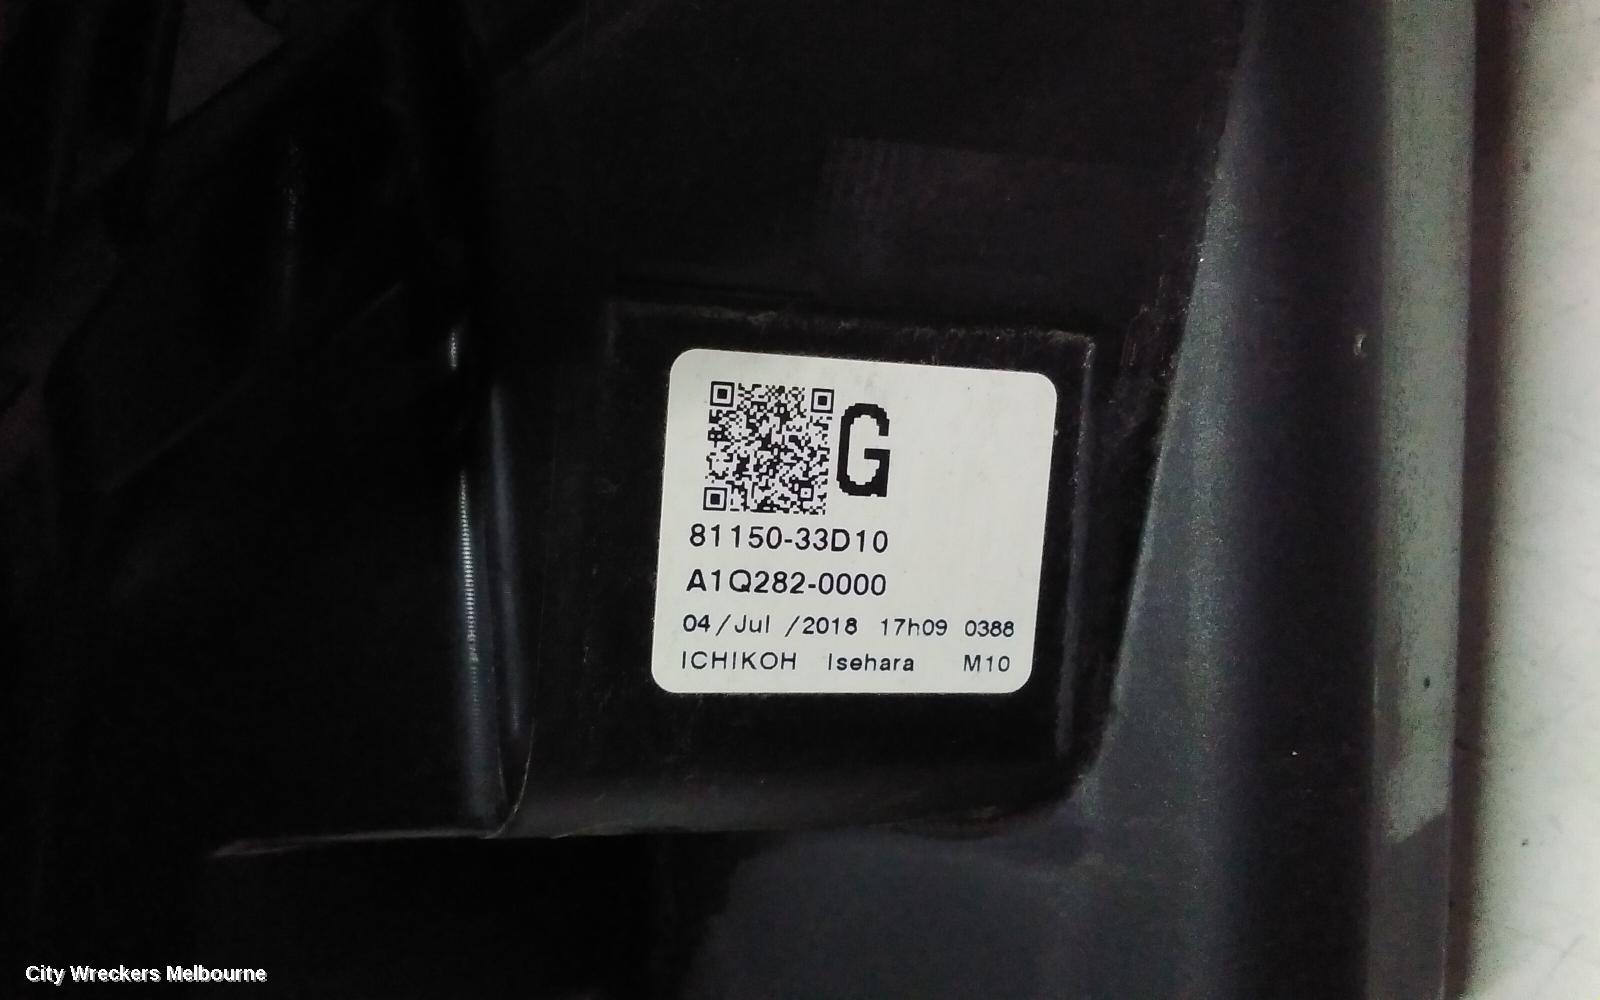 G
81150-33D10
A1Q282-0000
04/Jul /2018 17h09 0388
ICHIKOH Isehara M10
City Wreckers Melbourne